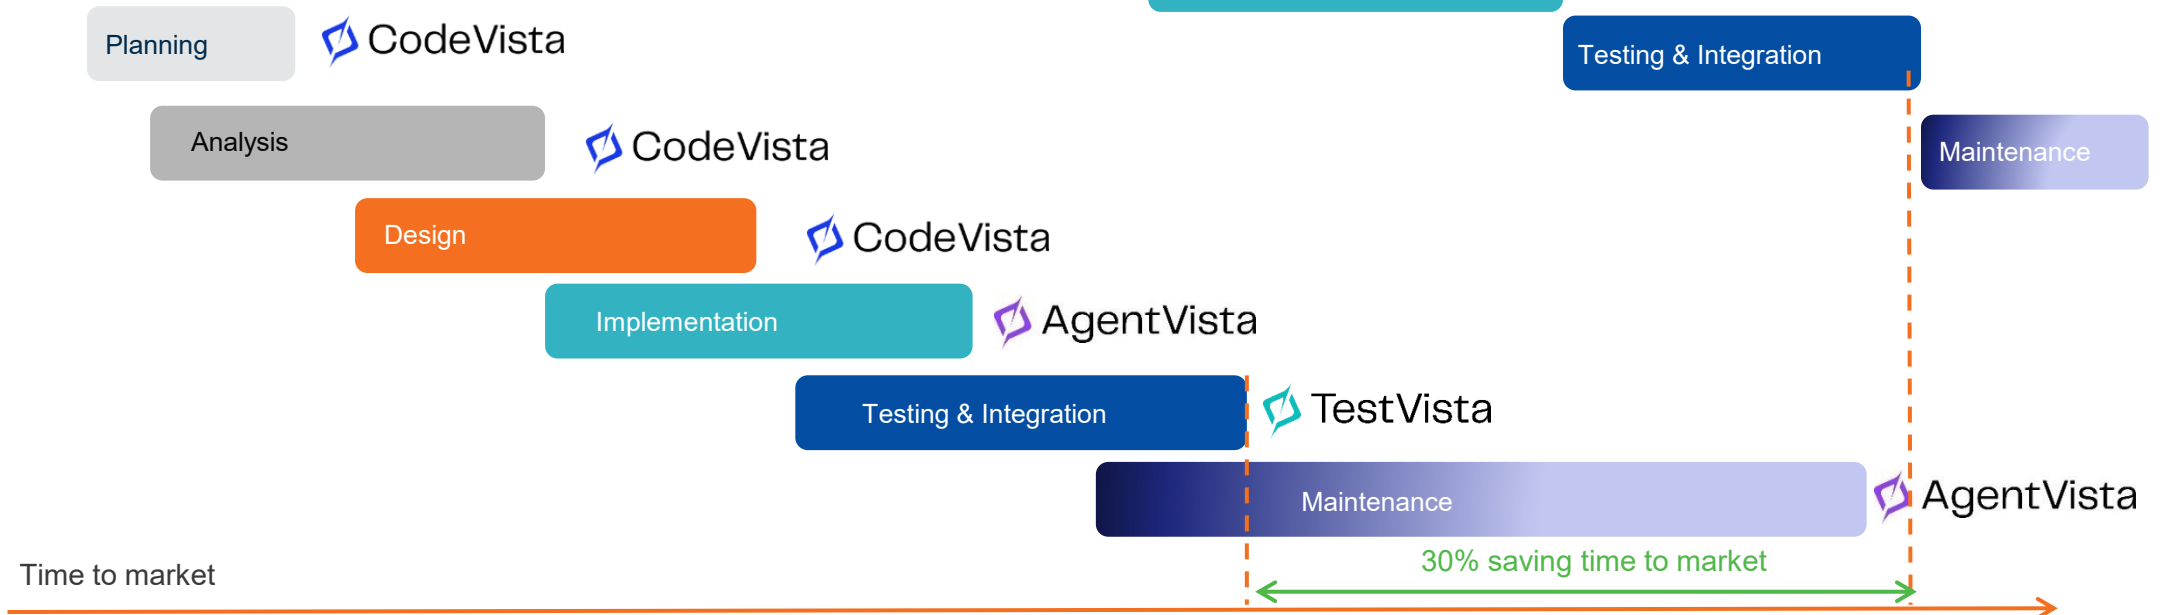 Planning
CodeVista
Testing & Integration
Analysis
CodeVista
Maintenance
Design
CodeVista
Implementation
AgentVista
Testing & Integration
TestVista
Maintenance
AgentVista
30% saving time to market
Time to market